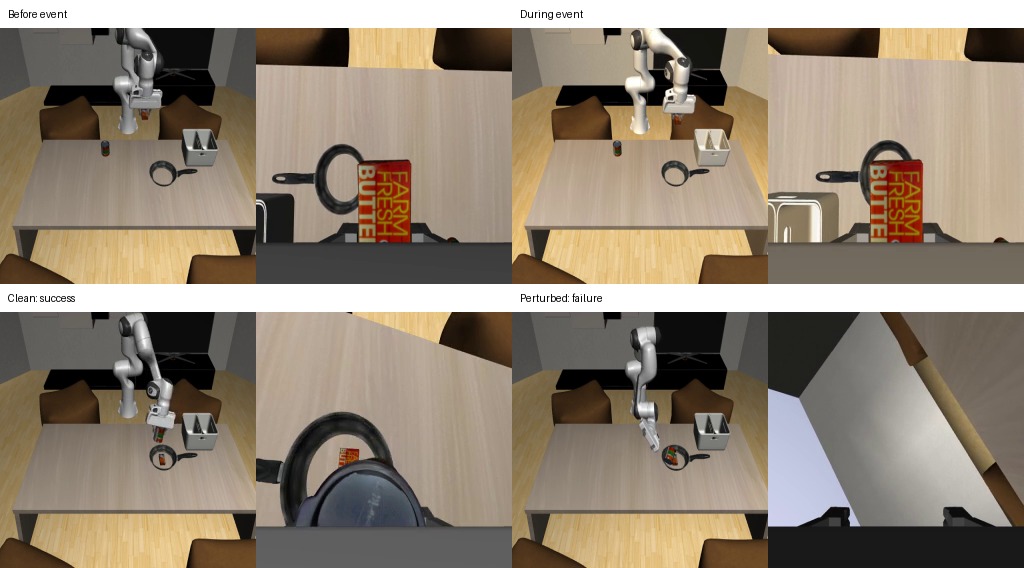 Before event
During event
FARM
FRESH
BUTTE
FARM
FRESH
BUTTE
Clean: success
Perturbed: failure